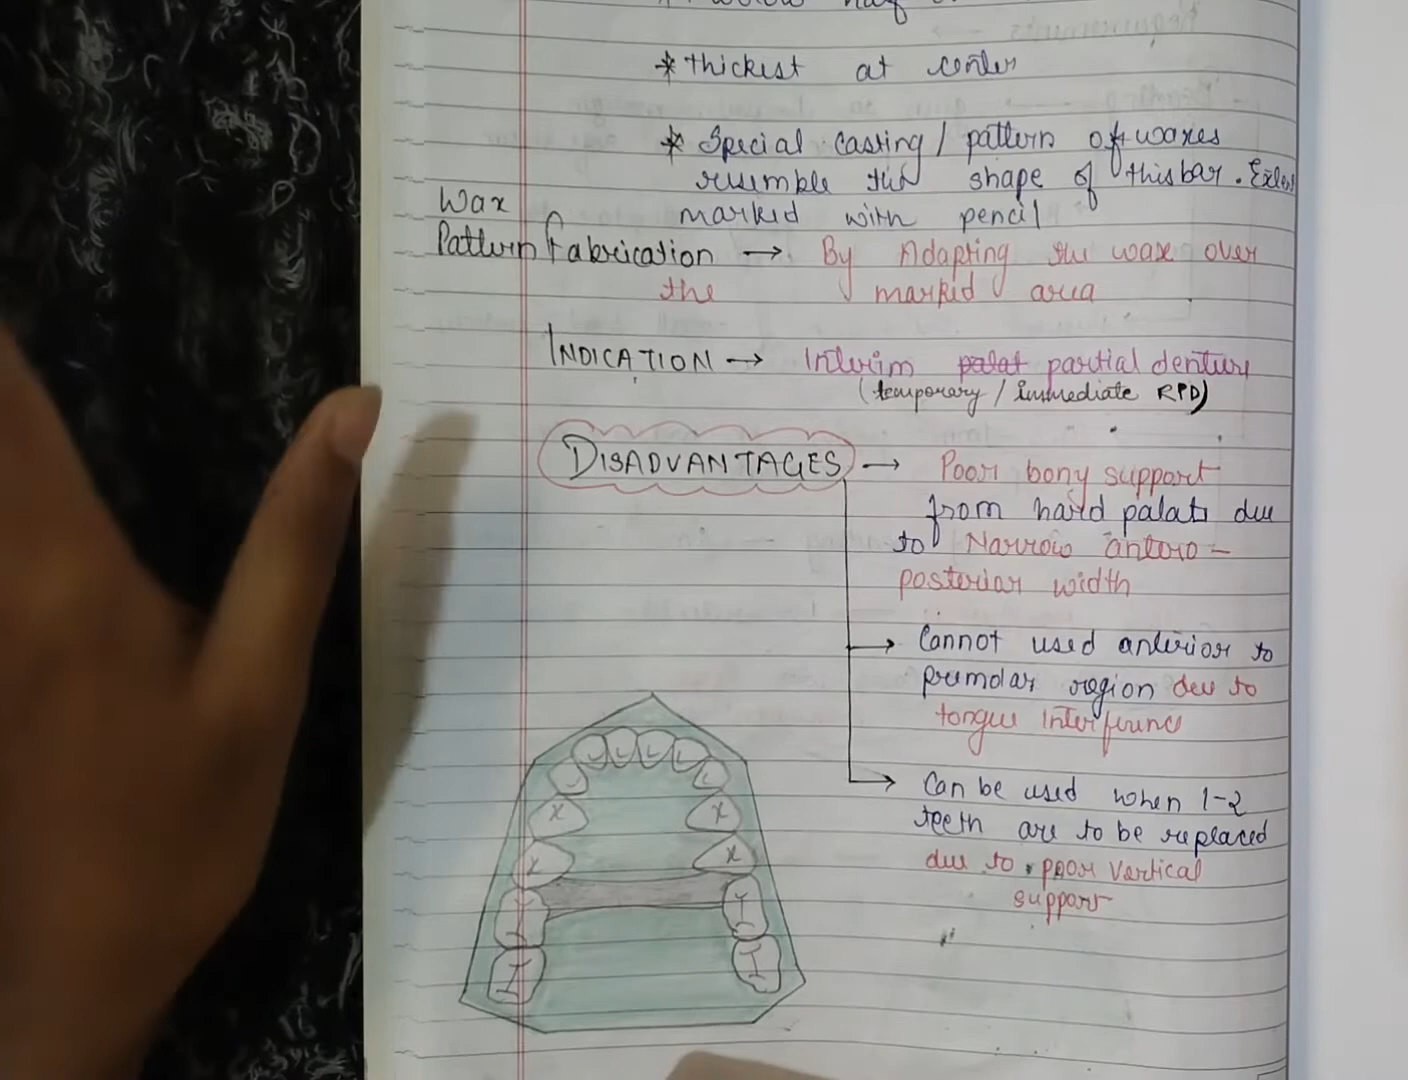 half
* thickest at center
* Special casting / pattern of waxes
resemble the shape of this bar. Exten
marked with pencil
Wax
Pattern Fabrication → By Adapting the wax over
the marked area
INDICATION → Interim palat partial denture
(temporary / immediate RPD)
DISADVANTAGES → Poor bony support
from hard palate due
to Narrow antero-
posterior width
→ Cannot used anterior to
premolar region due to
tongue Interference
→ Can be used when 1-2
teeth are to be replaced
due to poor vertical
support
x x
x x